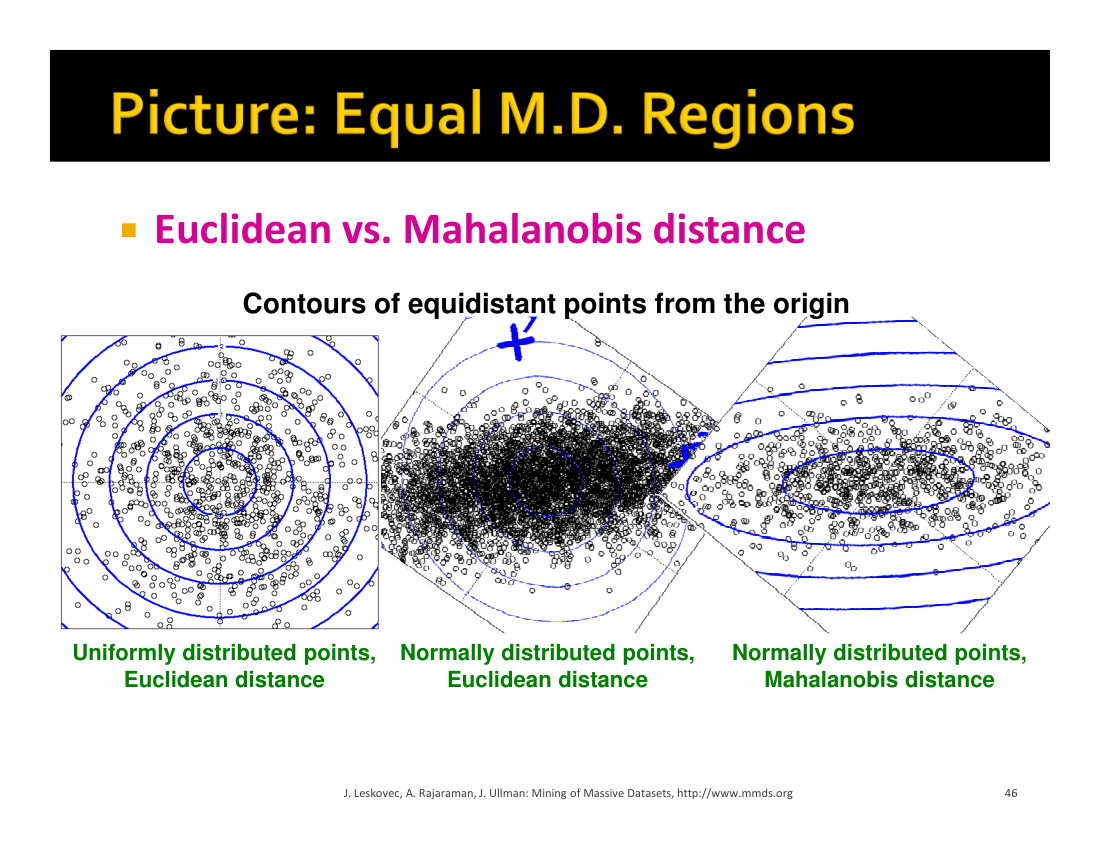 Picture: Equal M.D. Regions
Euclidean vs. Mahalanobis distance
Contours of equidistant points from the origin
Uniformly distributed points,
Euclidean distance
Normally distributed points,
Euclidean distance
Normally distributed points,
Mahalanobis distance
J. Leskovec, A. Rajaraman, J. Ullman: Mining of Massive Datasets, http://www.mmds.org
46